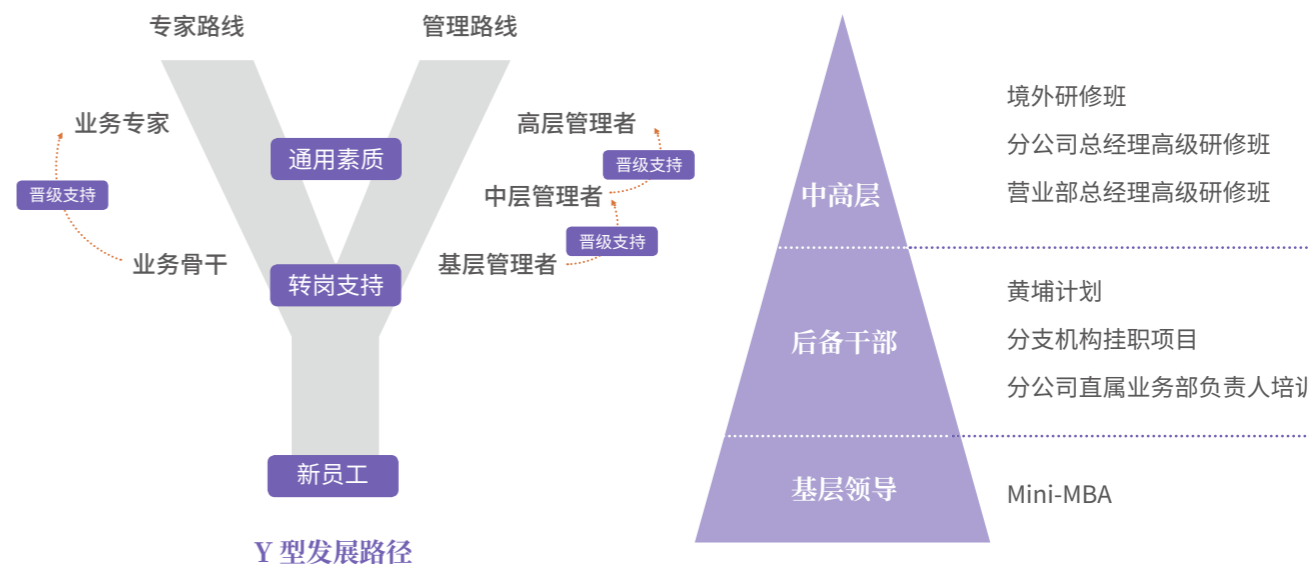 专家路线
管理路线
业务专家
高层管理者
通用素质
晋级支持
晋级支持
中层管理者
晋级支持
业务骨干
基层管理者
转岗支持
新员工
Y 型发展路径
中高层
境外研修班
分公司总经理高级研修班
营业部总经理高级研修班
后备干部
黄埔计划
分支机构挂职项目
分公司直属业务部负责人培训
基层领导
Mini-MBA